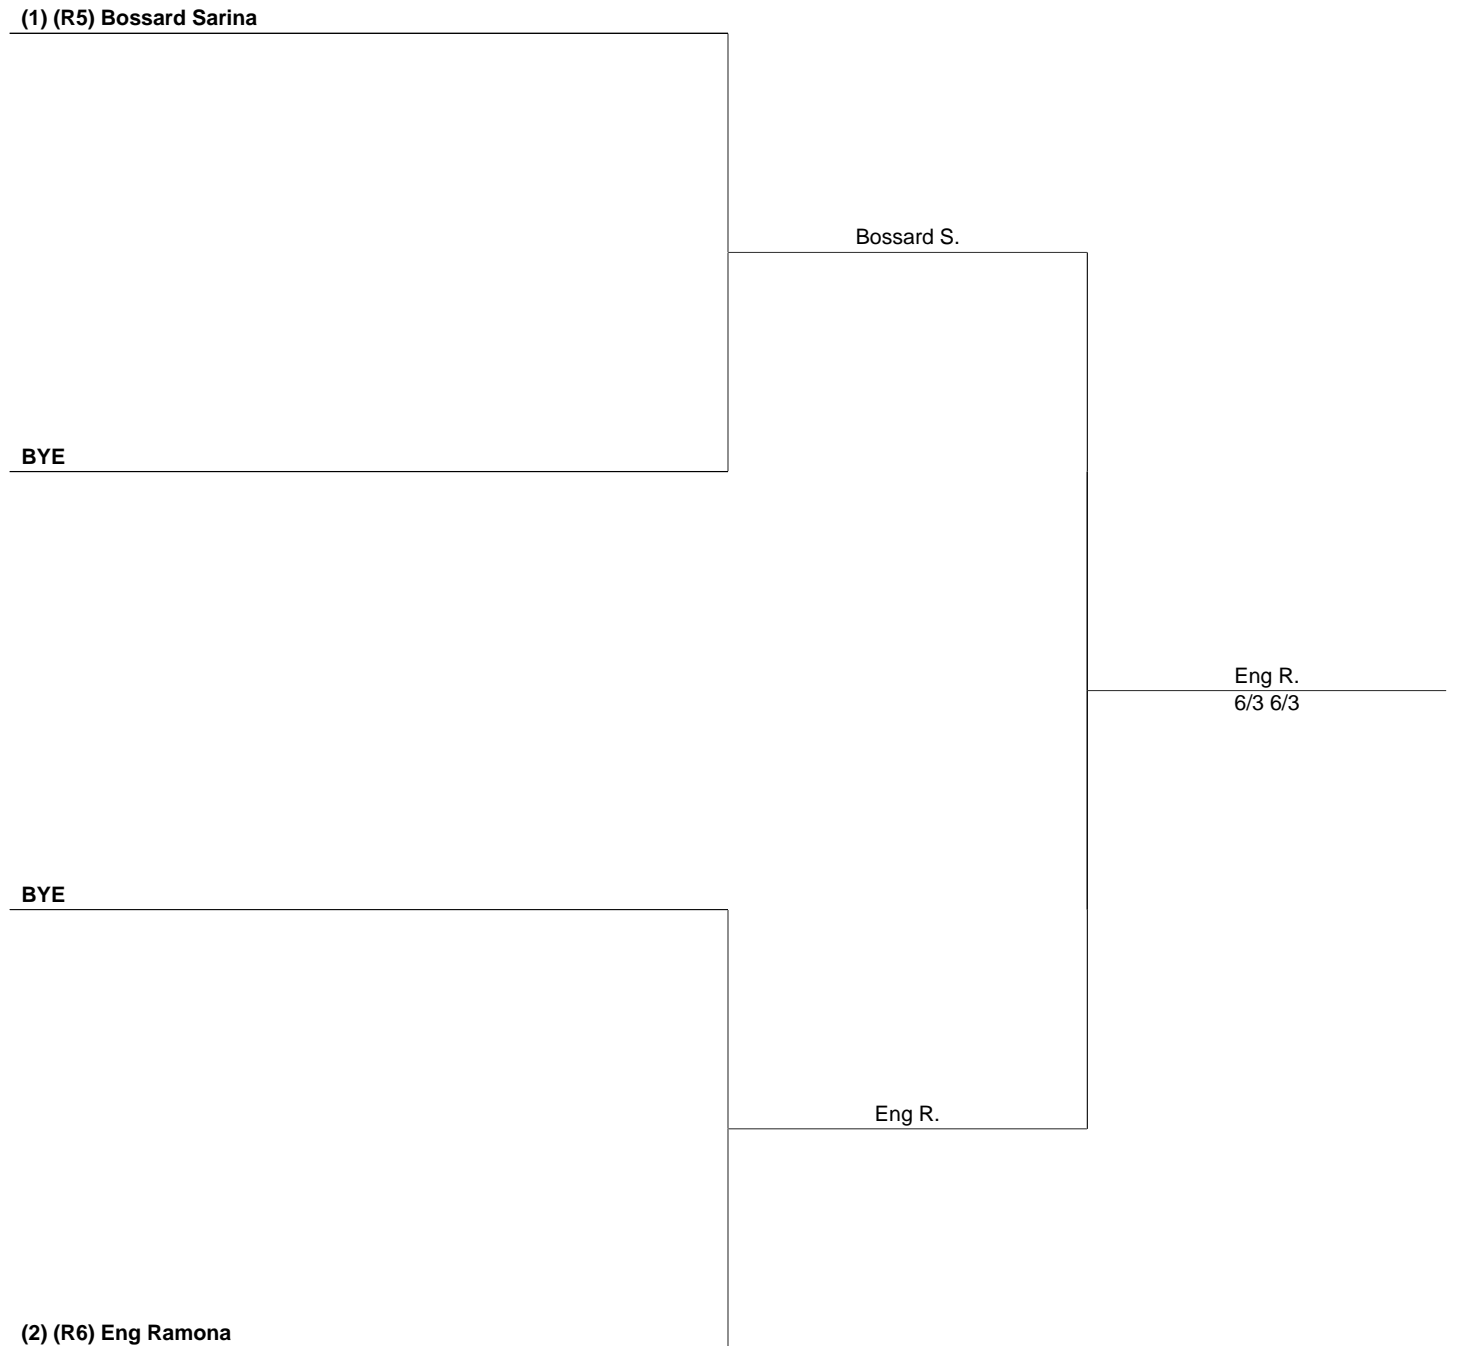 (1) (R5) Bossard Sarina
Bossard S.
BYE
Eng R.
6/3 6/3
BYE
Eng R.
(2) (R6) Eng Ramona